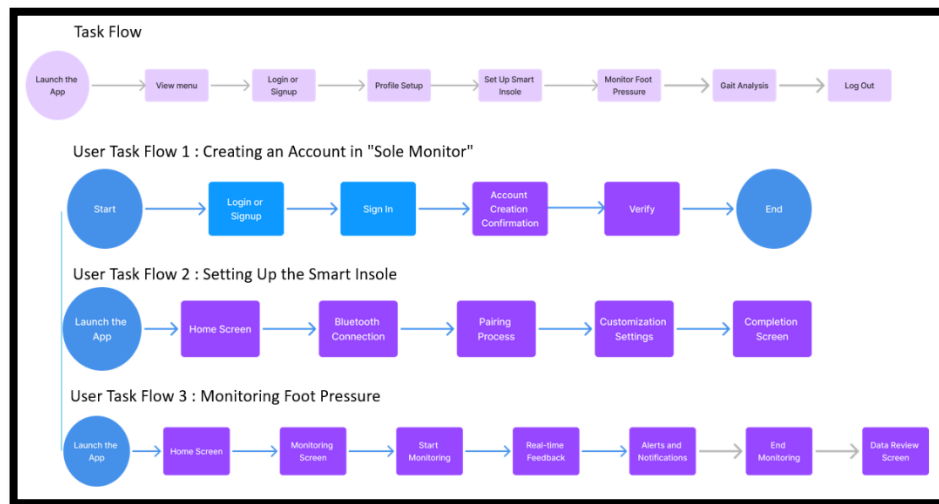 Task Flow
Launch the
App
View menu
Login or
Signup
Profile Setup
Set Up Smart
Insole
Monitor Foot
Pressure
Gait Analysis
Log Out
User Task Flow 1 : Creating an Account in "Sole Monitor"
Start
Login or
Signup
Sign In
Account
Creation
Confirmation
Verify
End
User Task Flow 2 : Setting Up the Smart Insole
Launch the
App
Home Screen
Bluetooth
Connection
Pairing
Process
Customization
Settings
Completion
Screen
User Task Flow 3 : Monitoring Foot Pressure
Launch the
App
Home Screen
Monitoring
Screen
Start
Monitoring
Real-time
Feedback
Alerts and
Notifications
End
Monitoring
Data Review
Screen